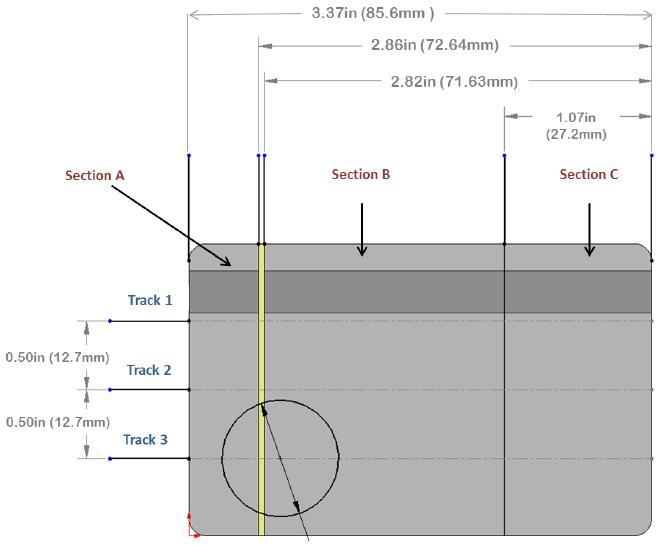 3.37in (85.6mm )
2.86in (72.64mm)
2.82in (71.63mm)
1.07in
(27.2mm)
Section A
Section B
Section C
Track 1
0.50in (12.7mm)
Track 2
0.50in (12.7mm)
Track 3